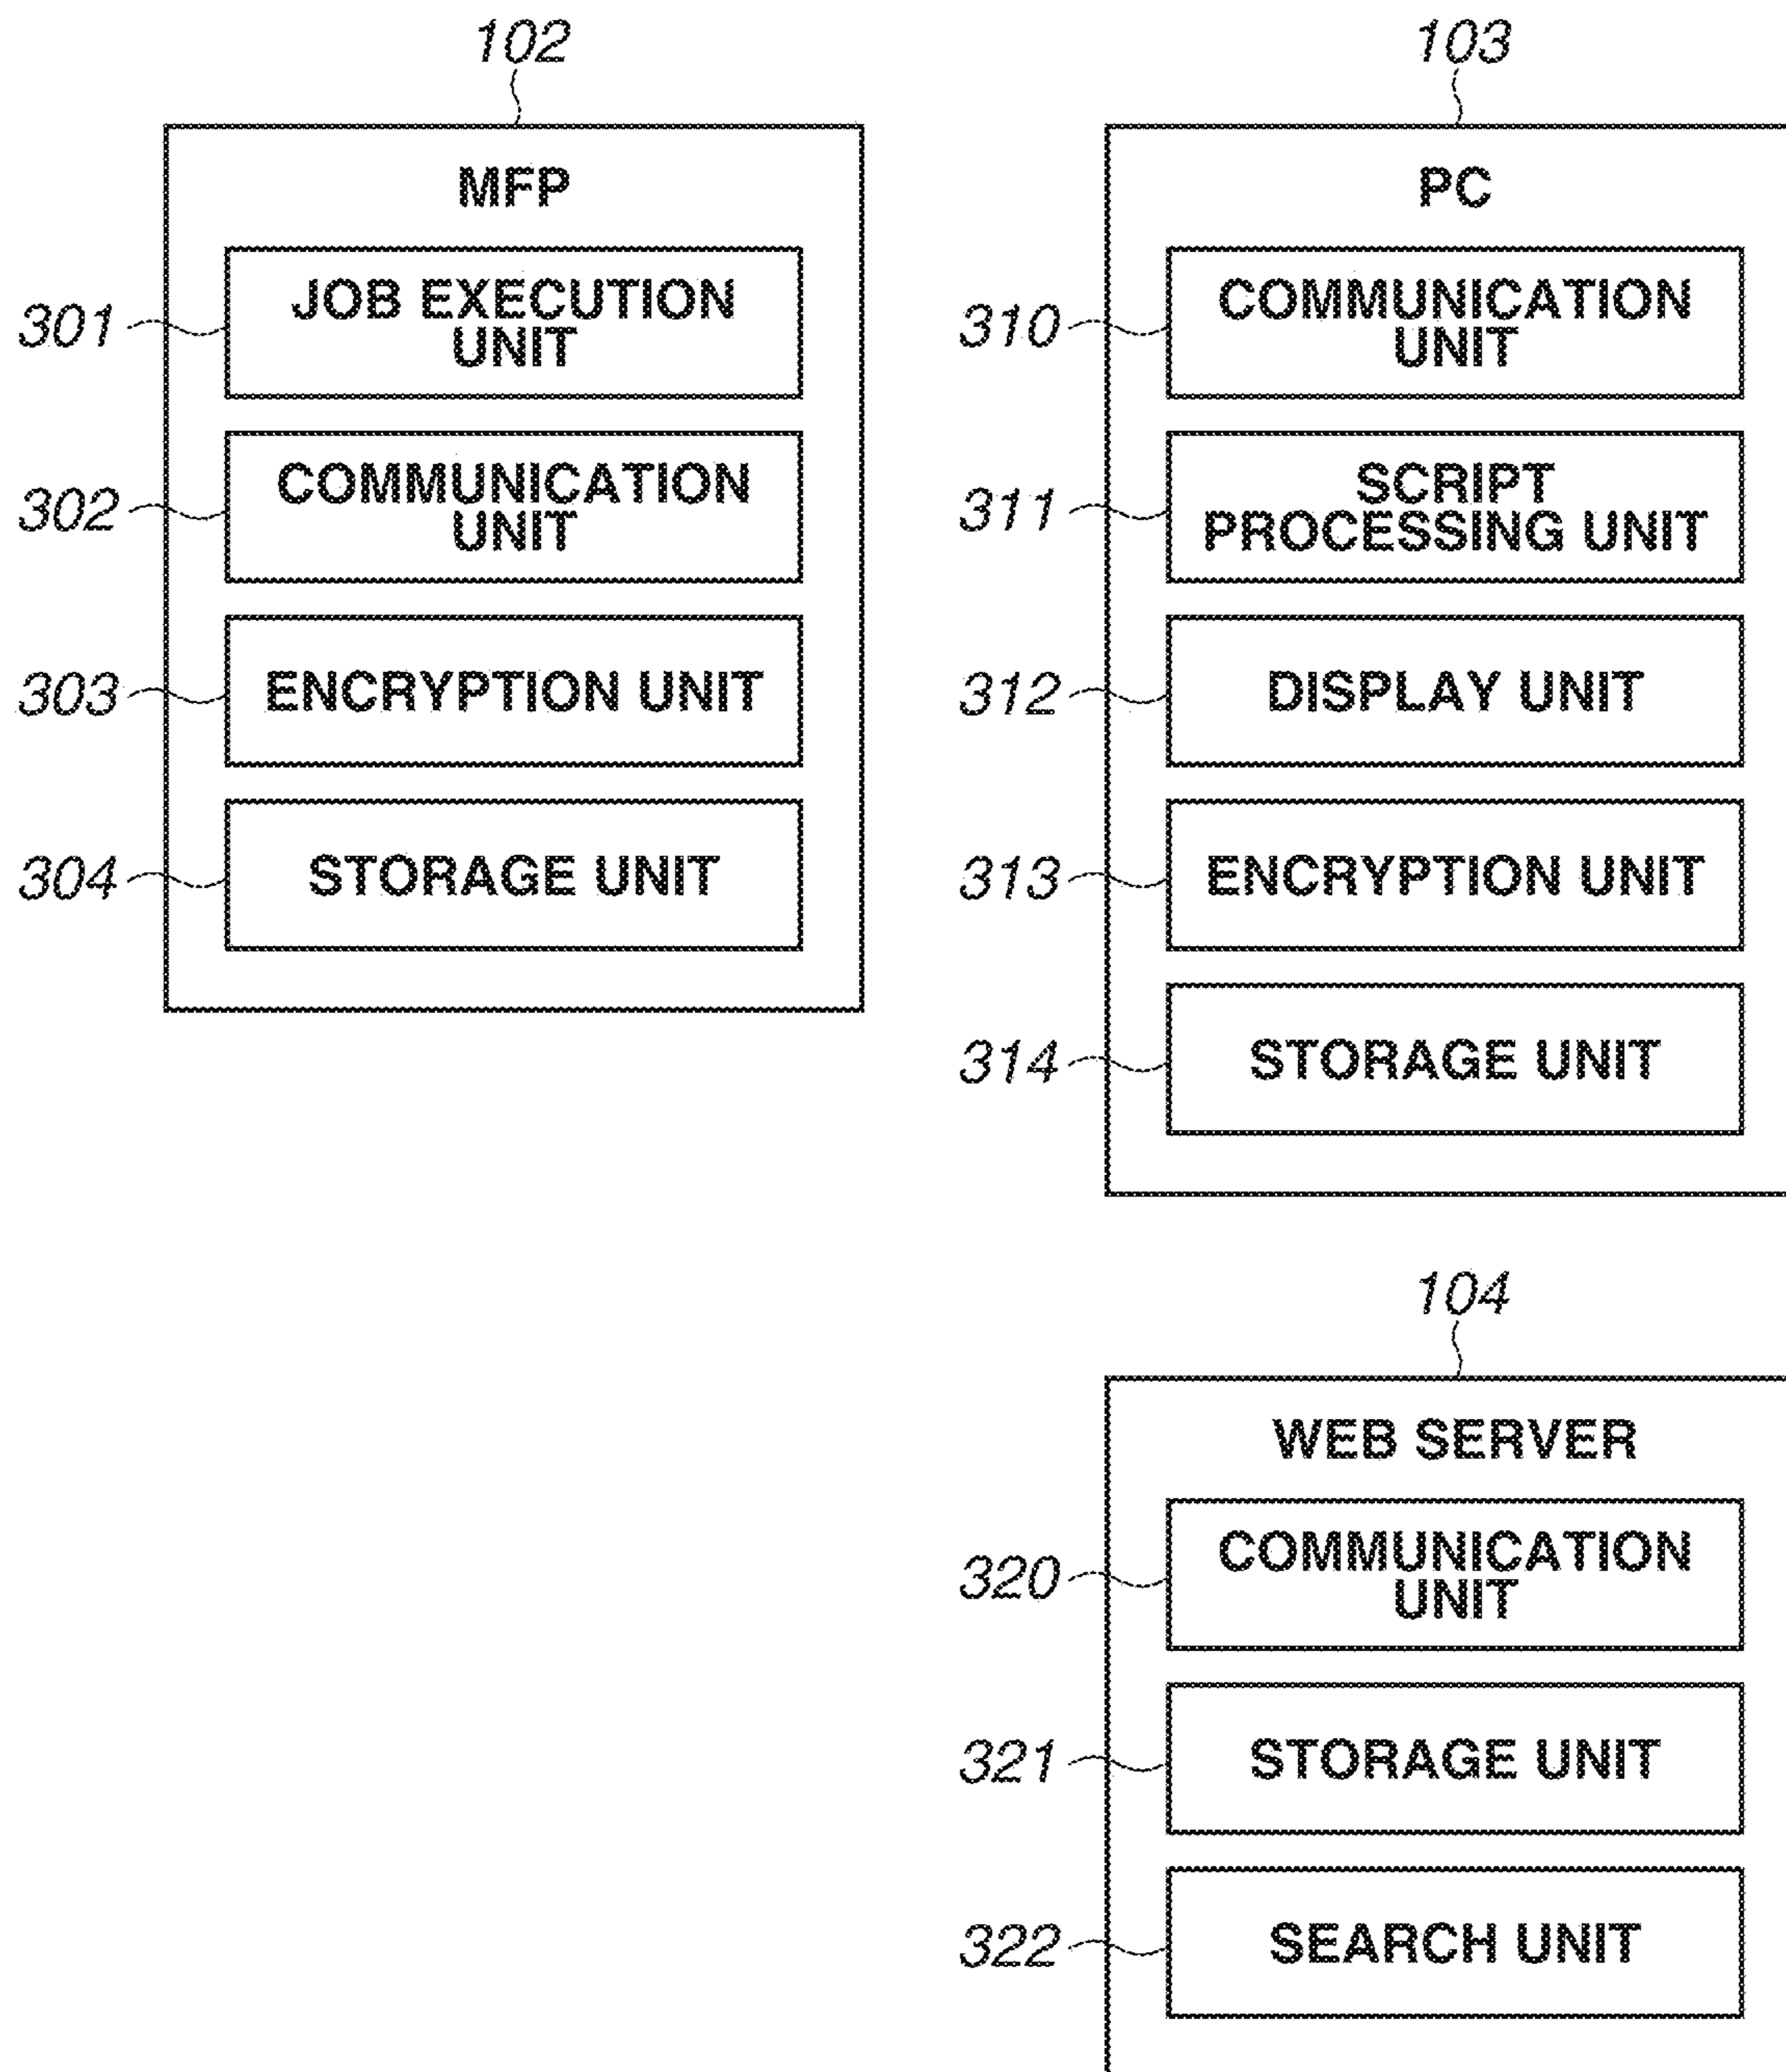 102
MFP
301
JOB EXECUTION
UNIT
302
COMMUNICATION
UNIT
303
ENCRYPTION UNIT
304
STORAGE UNIT
103
PC
310
COMMUNICATION
UNIT
311
SCRIPT
PROCESSING UNIT
312
DISPLAY UNIT
313
ENCRYPTION UNIT
314
STORAGE UNIT
104
WEB SERVER
320
COMMUNICATION
UNIT
321
STORAGE UNIT
322
SEARCH UNIT